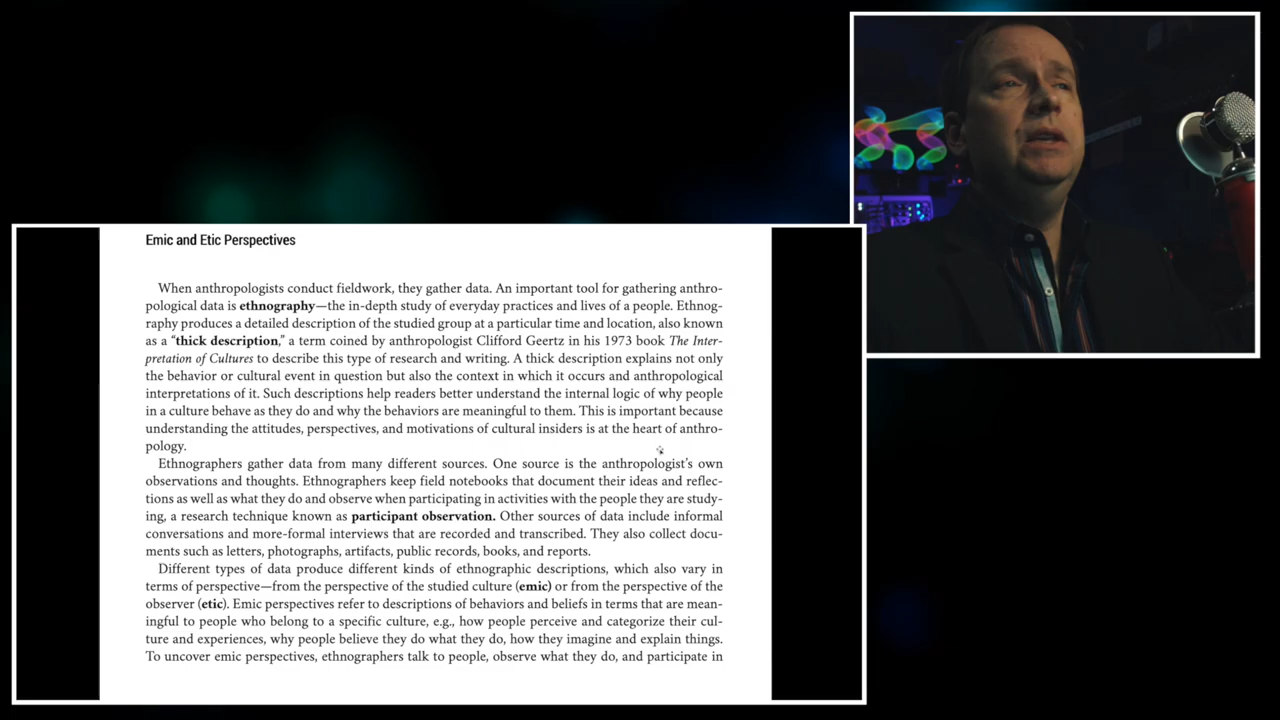 Emic and Etic Perspectives
When anthropologists conduct fieldwork, they gather data. An important tool for gathering anthro-
pological data is ethnography—the in-depth study of everyday practices and lives of a people. Ethnog-
raphy produces a detailed description of the studied group at a particular time and location, also known
as a “thick description,” a term coined by anthropologist Clifford Geertz in his 1973 book The Inter-
pretation of Cultures to describe this type of research and writing. A thick description explains not only
the behavior or cultural event in question but also the context in which it occurs and anthropological
interpretations of it. Such descriptions help readers better understand the internal logic of why people
in a culture behave as they do and why the behaviors are meaningful to them. This is important because
understanding the attitudes, perspectives, and motivations of cultural insiders is at the heart of anthro-
pology.
Ethnographers gather data from many different sources. One source is the anthropologist’s own
observations and thoughts. Ethnographers keep field notebooks that document their ideas and reflec-
tions as well as what they do and observe when participating in activities with the people they are study-
ing, a research technique known as participant observation. Other sources of data include informal
conversations and more-formal interviews that are recorded and transcribed. They also collect docu-
ments such as letters, photographs, artifacts, public records, books, and reports.
Different types of data produce different kinds of ethnographic descriptions, which also vary in
terms of perspective—from the perspective of the studied culture (emic) or from the perspective of the
observer (etic). Emic perspectives refer to descriptions of behaviors and beliefs in terms that are mean-
ingful to people who belong to a specific culture, e.g., how people perceive and categorize their cul-
ture and experiences, why people believe they do what they do, how they imagine and explain things.
To uncover emic perspectives, ethnographers talk to people, observe what they do, and participate in